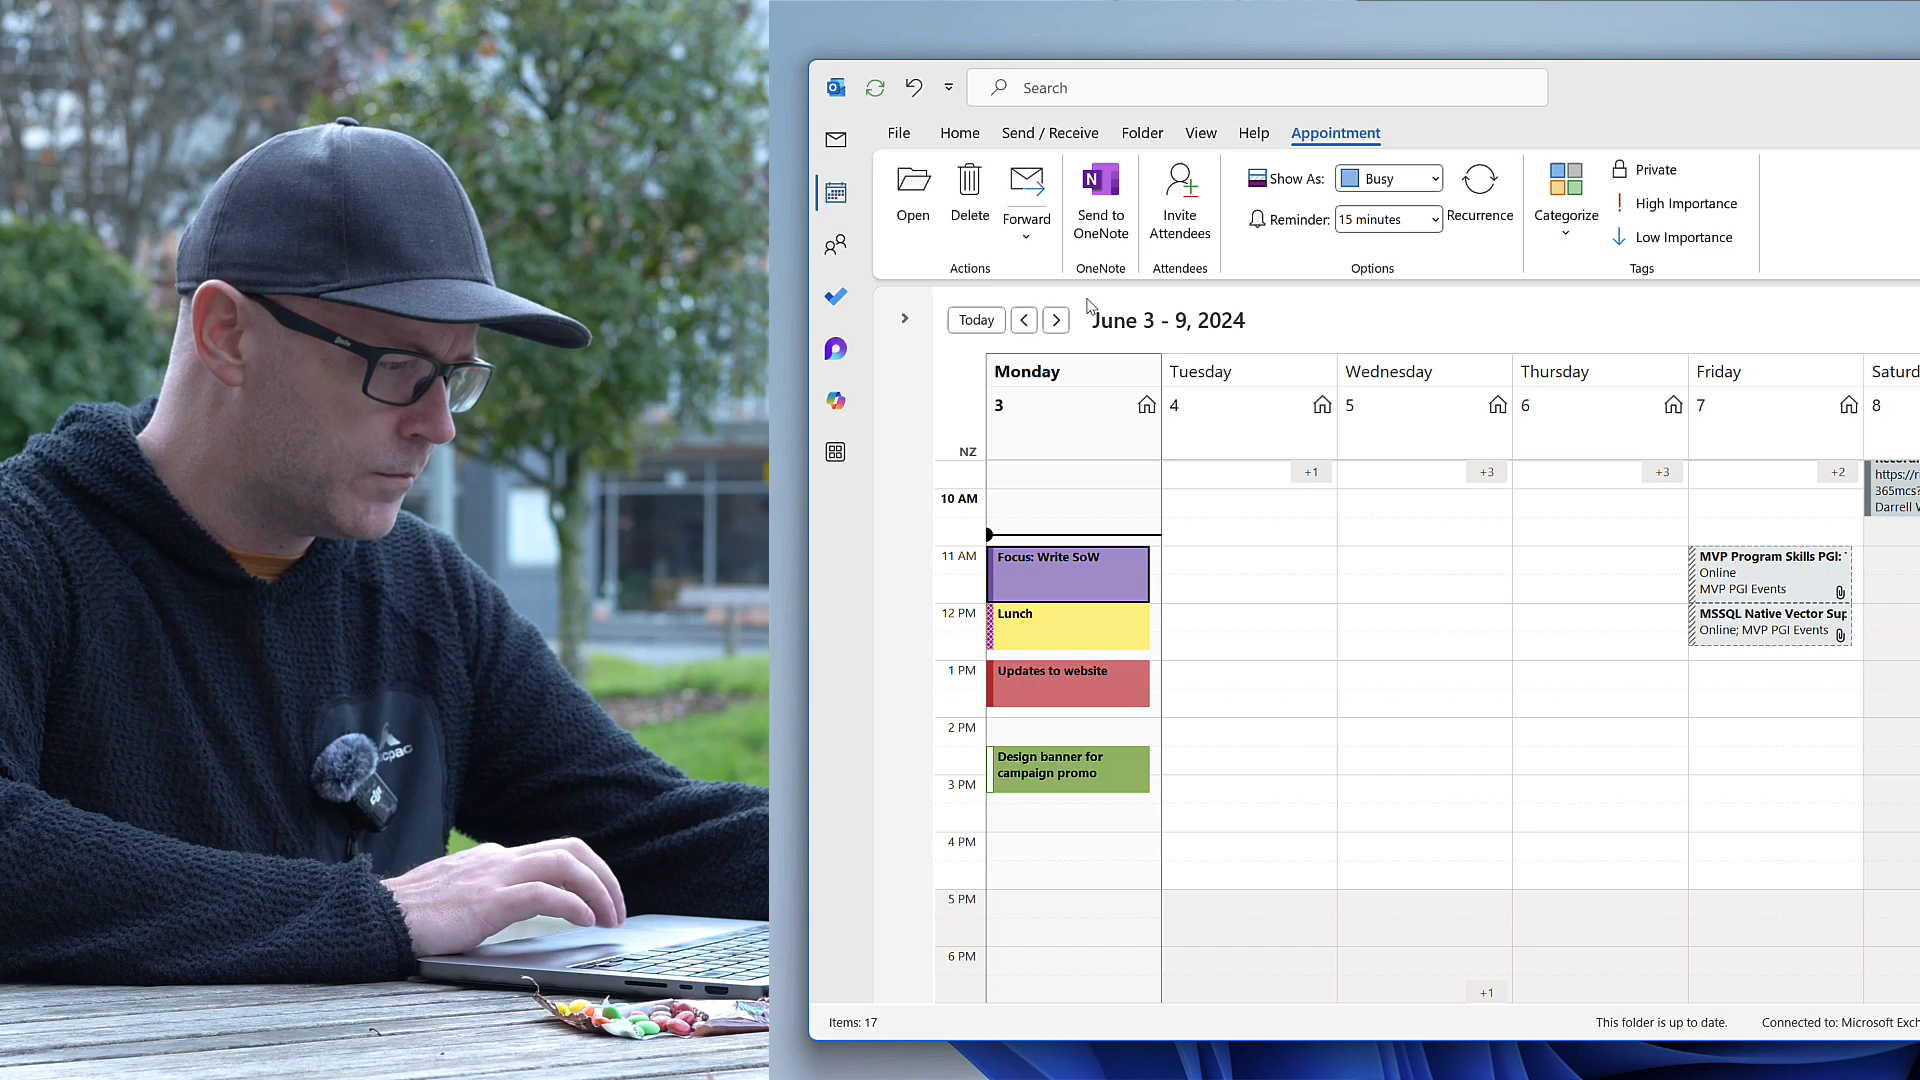 Search
File Home Send / Receive Folder View Help Appointment
Open
Delete
Forward
Send to
OneNote
Invite
Attendees
Show As: Busy
Reminder: 15 minutes
Recurrence
Categorize
Private
High Importance
Low Importance
Actions OneNote Attendees Options Tags
Today June 3 - 9, 2024
Monday Tuesday Wednesday Thursday Friday Saturd
3 4 5 6 7 8
NZ
+1 +3 +3 +2
https://r
365mcs?
Darrell V
10 AM
11 AM
Focus: Write SoW
MVP Program Skills PGI:
Online
MVP PGI Events
12 PM
Lunch
MSSQL Native Vector Sup
Online; MVP PGI Events
1 PM
Updates to website
2 PM
Design banner for
campaign promo
3 PM
4 PM
5 PM
6 PM
+1
Items: 17
This folder is up to date. Connected to: Microsoft Exch
cpac
dji